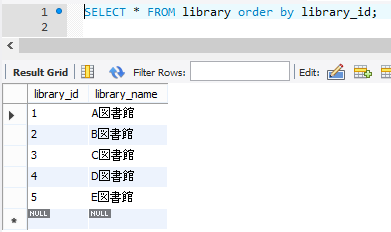 1 SELECT * FROM library order by library_id;
2
Result Grid Filter Rows: Edit:
library_id library_name
1 A図書館
2 B図書館
3 C図書館
4 D図書館
5 E図書館
NULL NULL